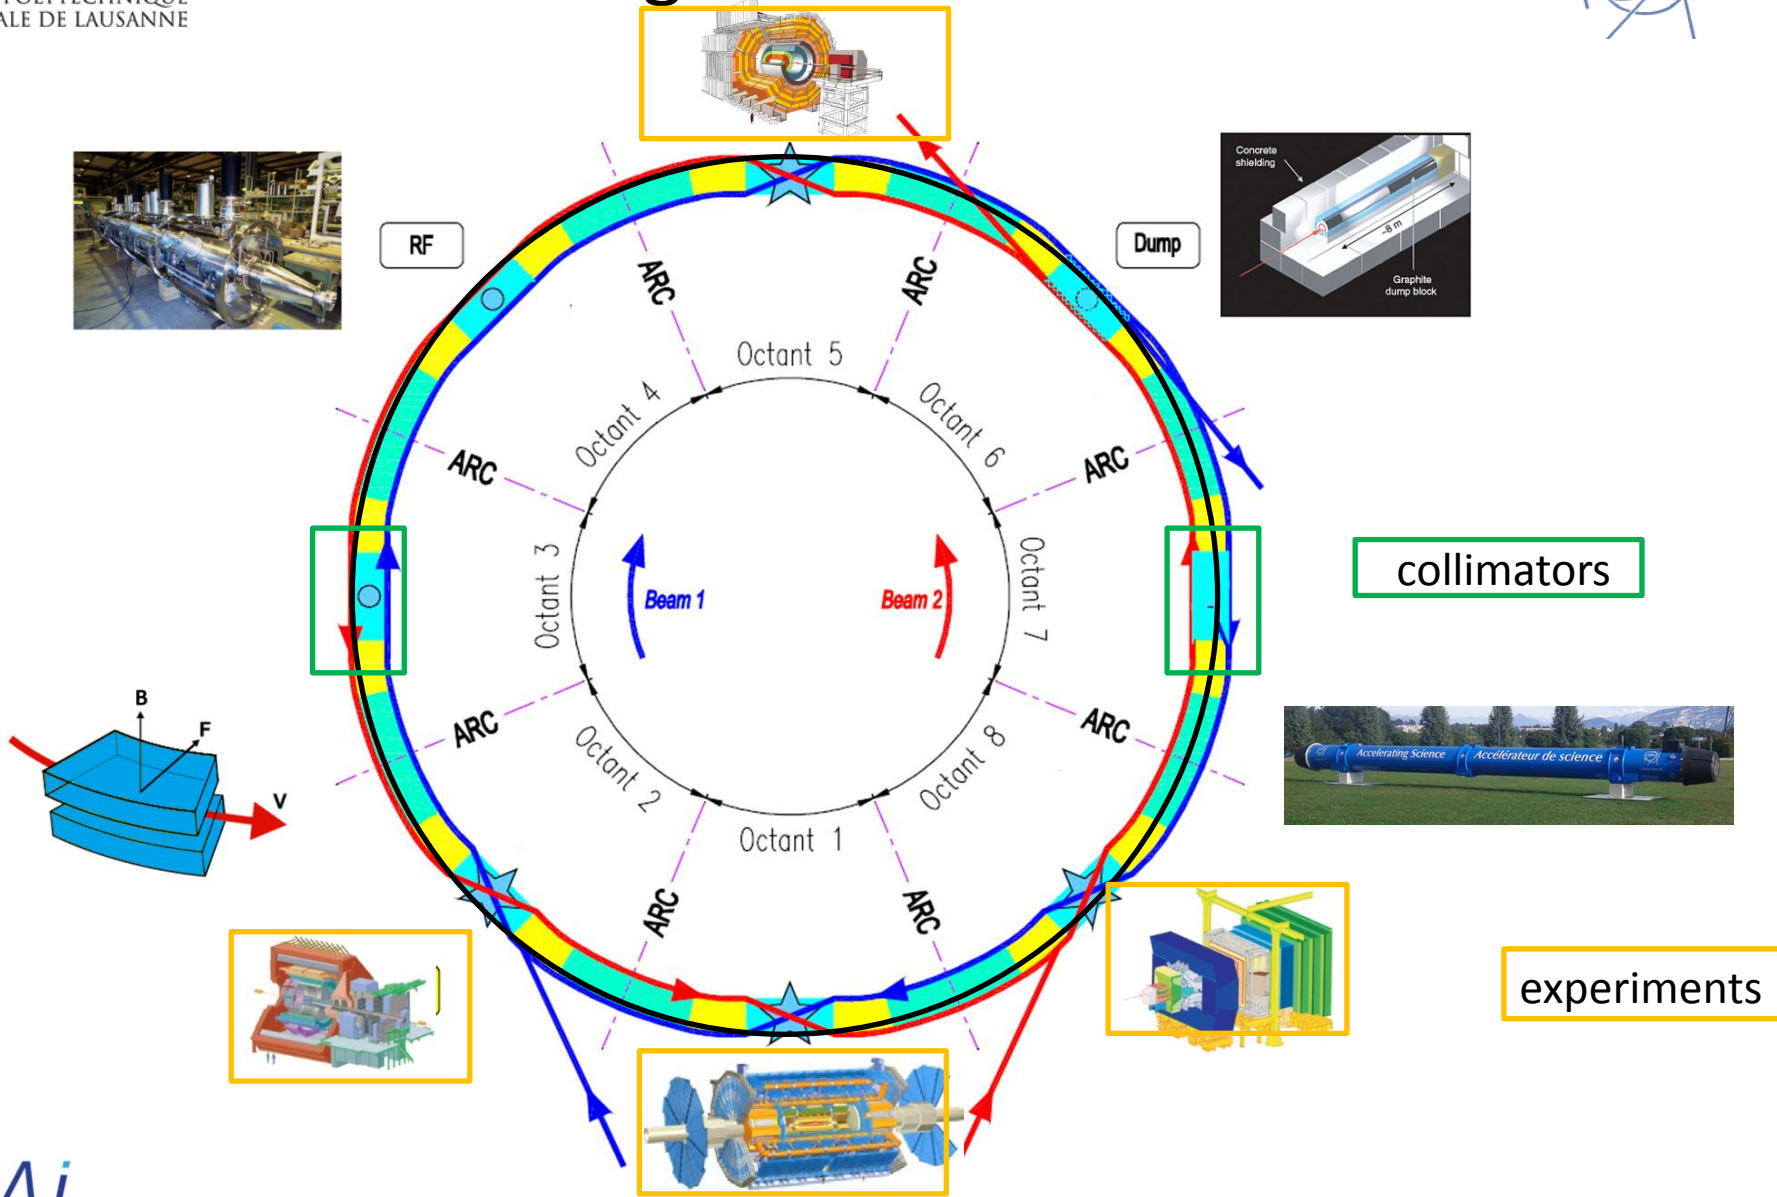 ALE DE LAUSANNE
Concrete
shielding
~8 m
Graphite
dump block
RF
Dump
ARC
ARC
Octant 5
Octant 4
Octant 6
ARC
ARC
Octant 3
Octant 7
Beam 1
Beam 2
collimators
B
F
V
ARC
ARC
Octant 2
Octant 8
Octant 1
Accelerating Science
Accélérateur de science
ARC
ARC
experiments